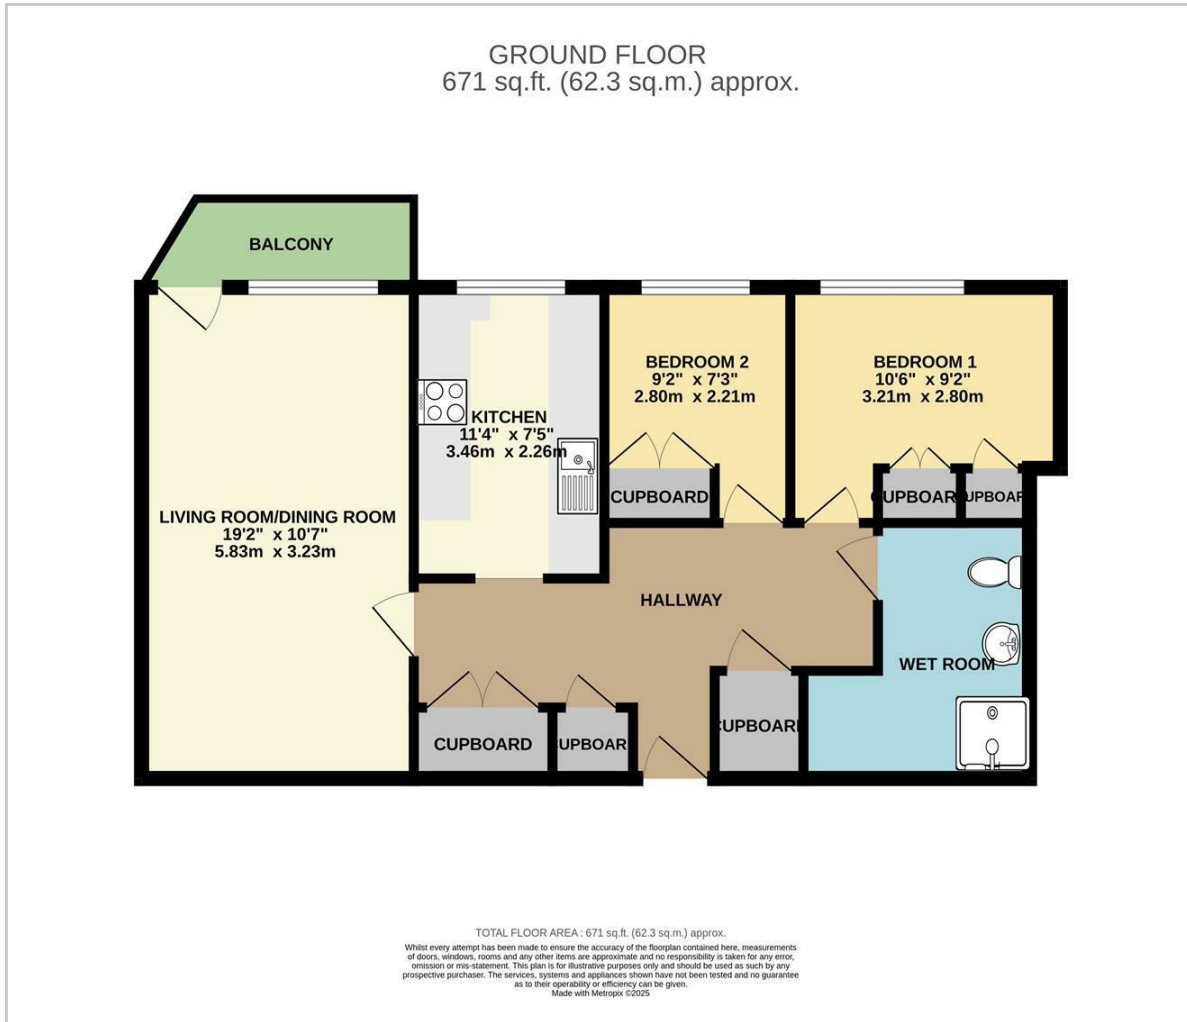 GROUND FLOOR
671 sq.ft. (62.3 sq.m.) approx.
BALCONY
BEDROOM 2
9'2" x 7'3"
2.80m x 2.21m
BEDROOM 1
10'6" x 9'2"
3.21m x 2.80m
KITCHEN
11'4" x 7'5"
3.46m x 2.26m
CUPBOARD
CUPBOARD
CUPBOARD
LIVING ROOM/DINING ROOM
19'2" x 10'7"
5.83m x 3.23m
HALLWAY
WET ROOM
CUPBOARD
CUPBOARD
CUPBOARD
TOTAL FLOOR AREA : 671 sq.ft. (62.3 sq.m.) approx.
Whilst every attempt has been made to ensure the accuracy of the floorplan contained here, measurements
of doors, windows, rooms and any other items are approximate and no responsibility is taken for any error,
omission or mis-statement. This plan is for illustrative purposes only and should be used as such by any
prospective purchaser. The services, systems and appliances shown have not been tested and no guarantee
as to their operability or efficiency can be given.
Made with Metropix ©2025